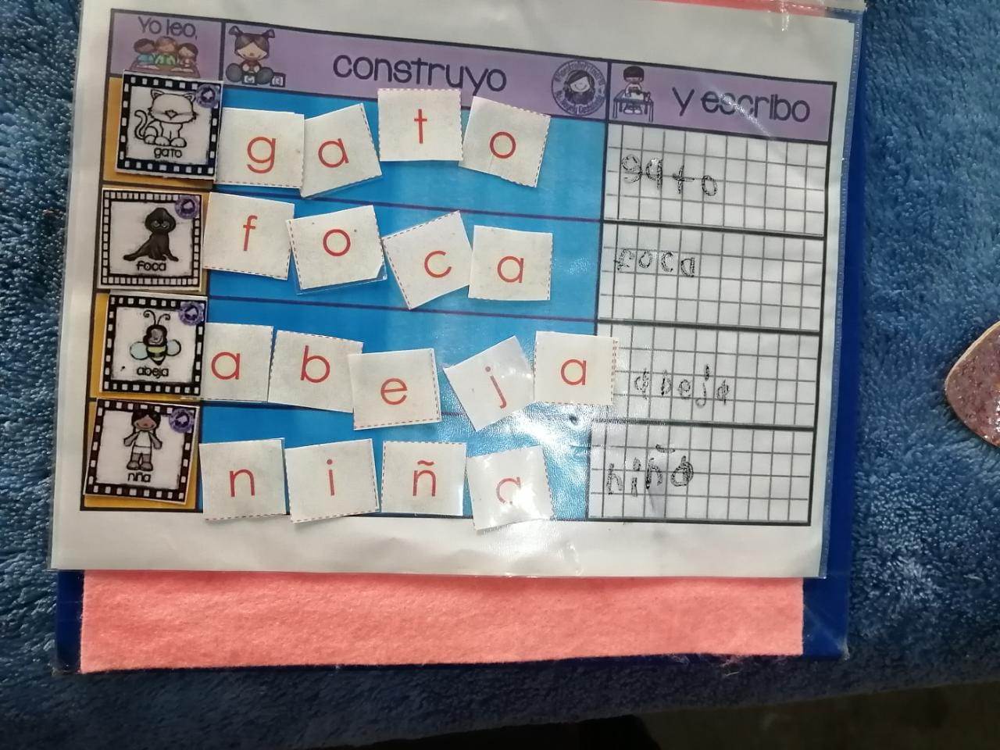 Yo leo, construyo y escribo
gato g a t o gato
foca f o c a foca
abeja a b e j a abeja
niña n i ñ a niña